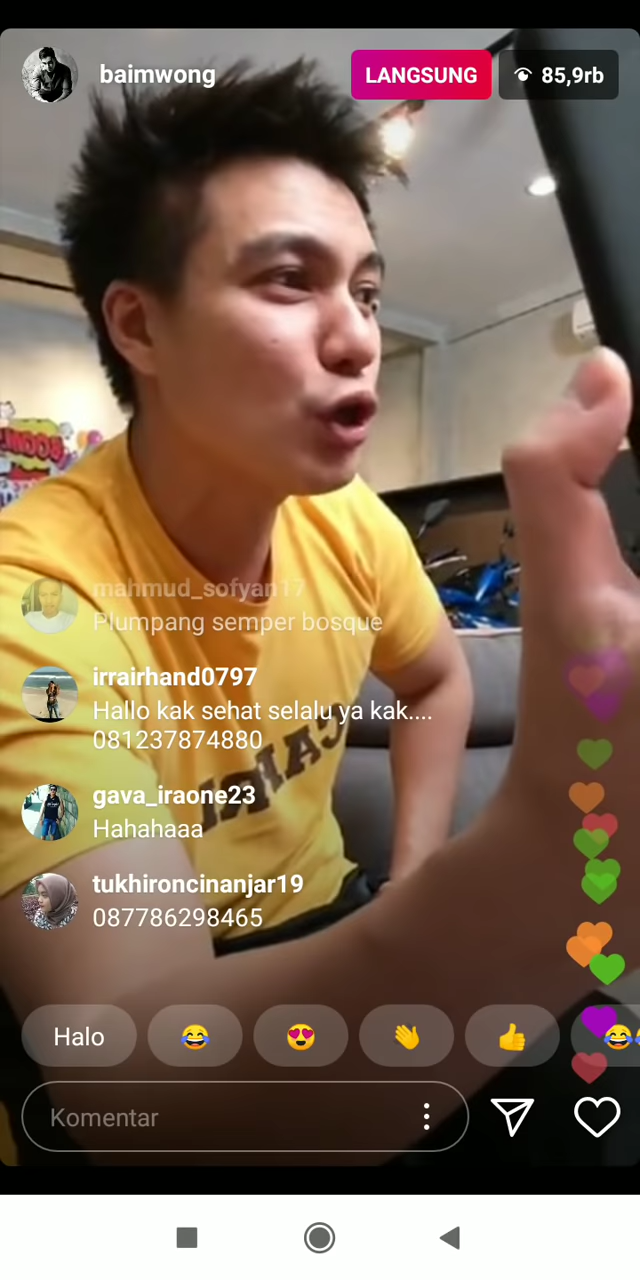 baimwong
LANGSUNG
85,9rb
BOOM!
mahmud_sofyan17
Plumpang semper bosque
irrairhand0797
Hallo kak sehat selalu ya kak....
081237874880
gava_iraone23
Hahahaaa
tukhironcinanjar19
087786298465
Halo
Komentar